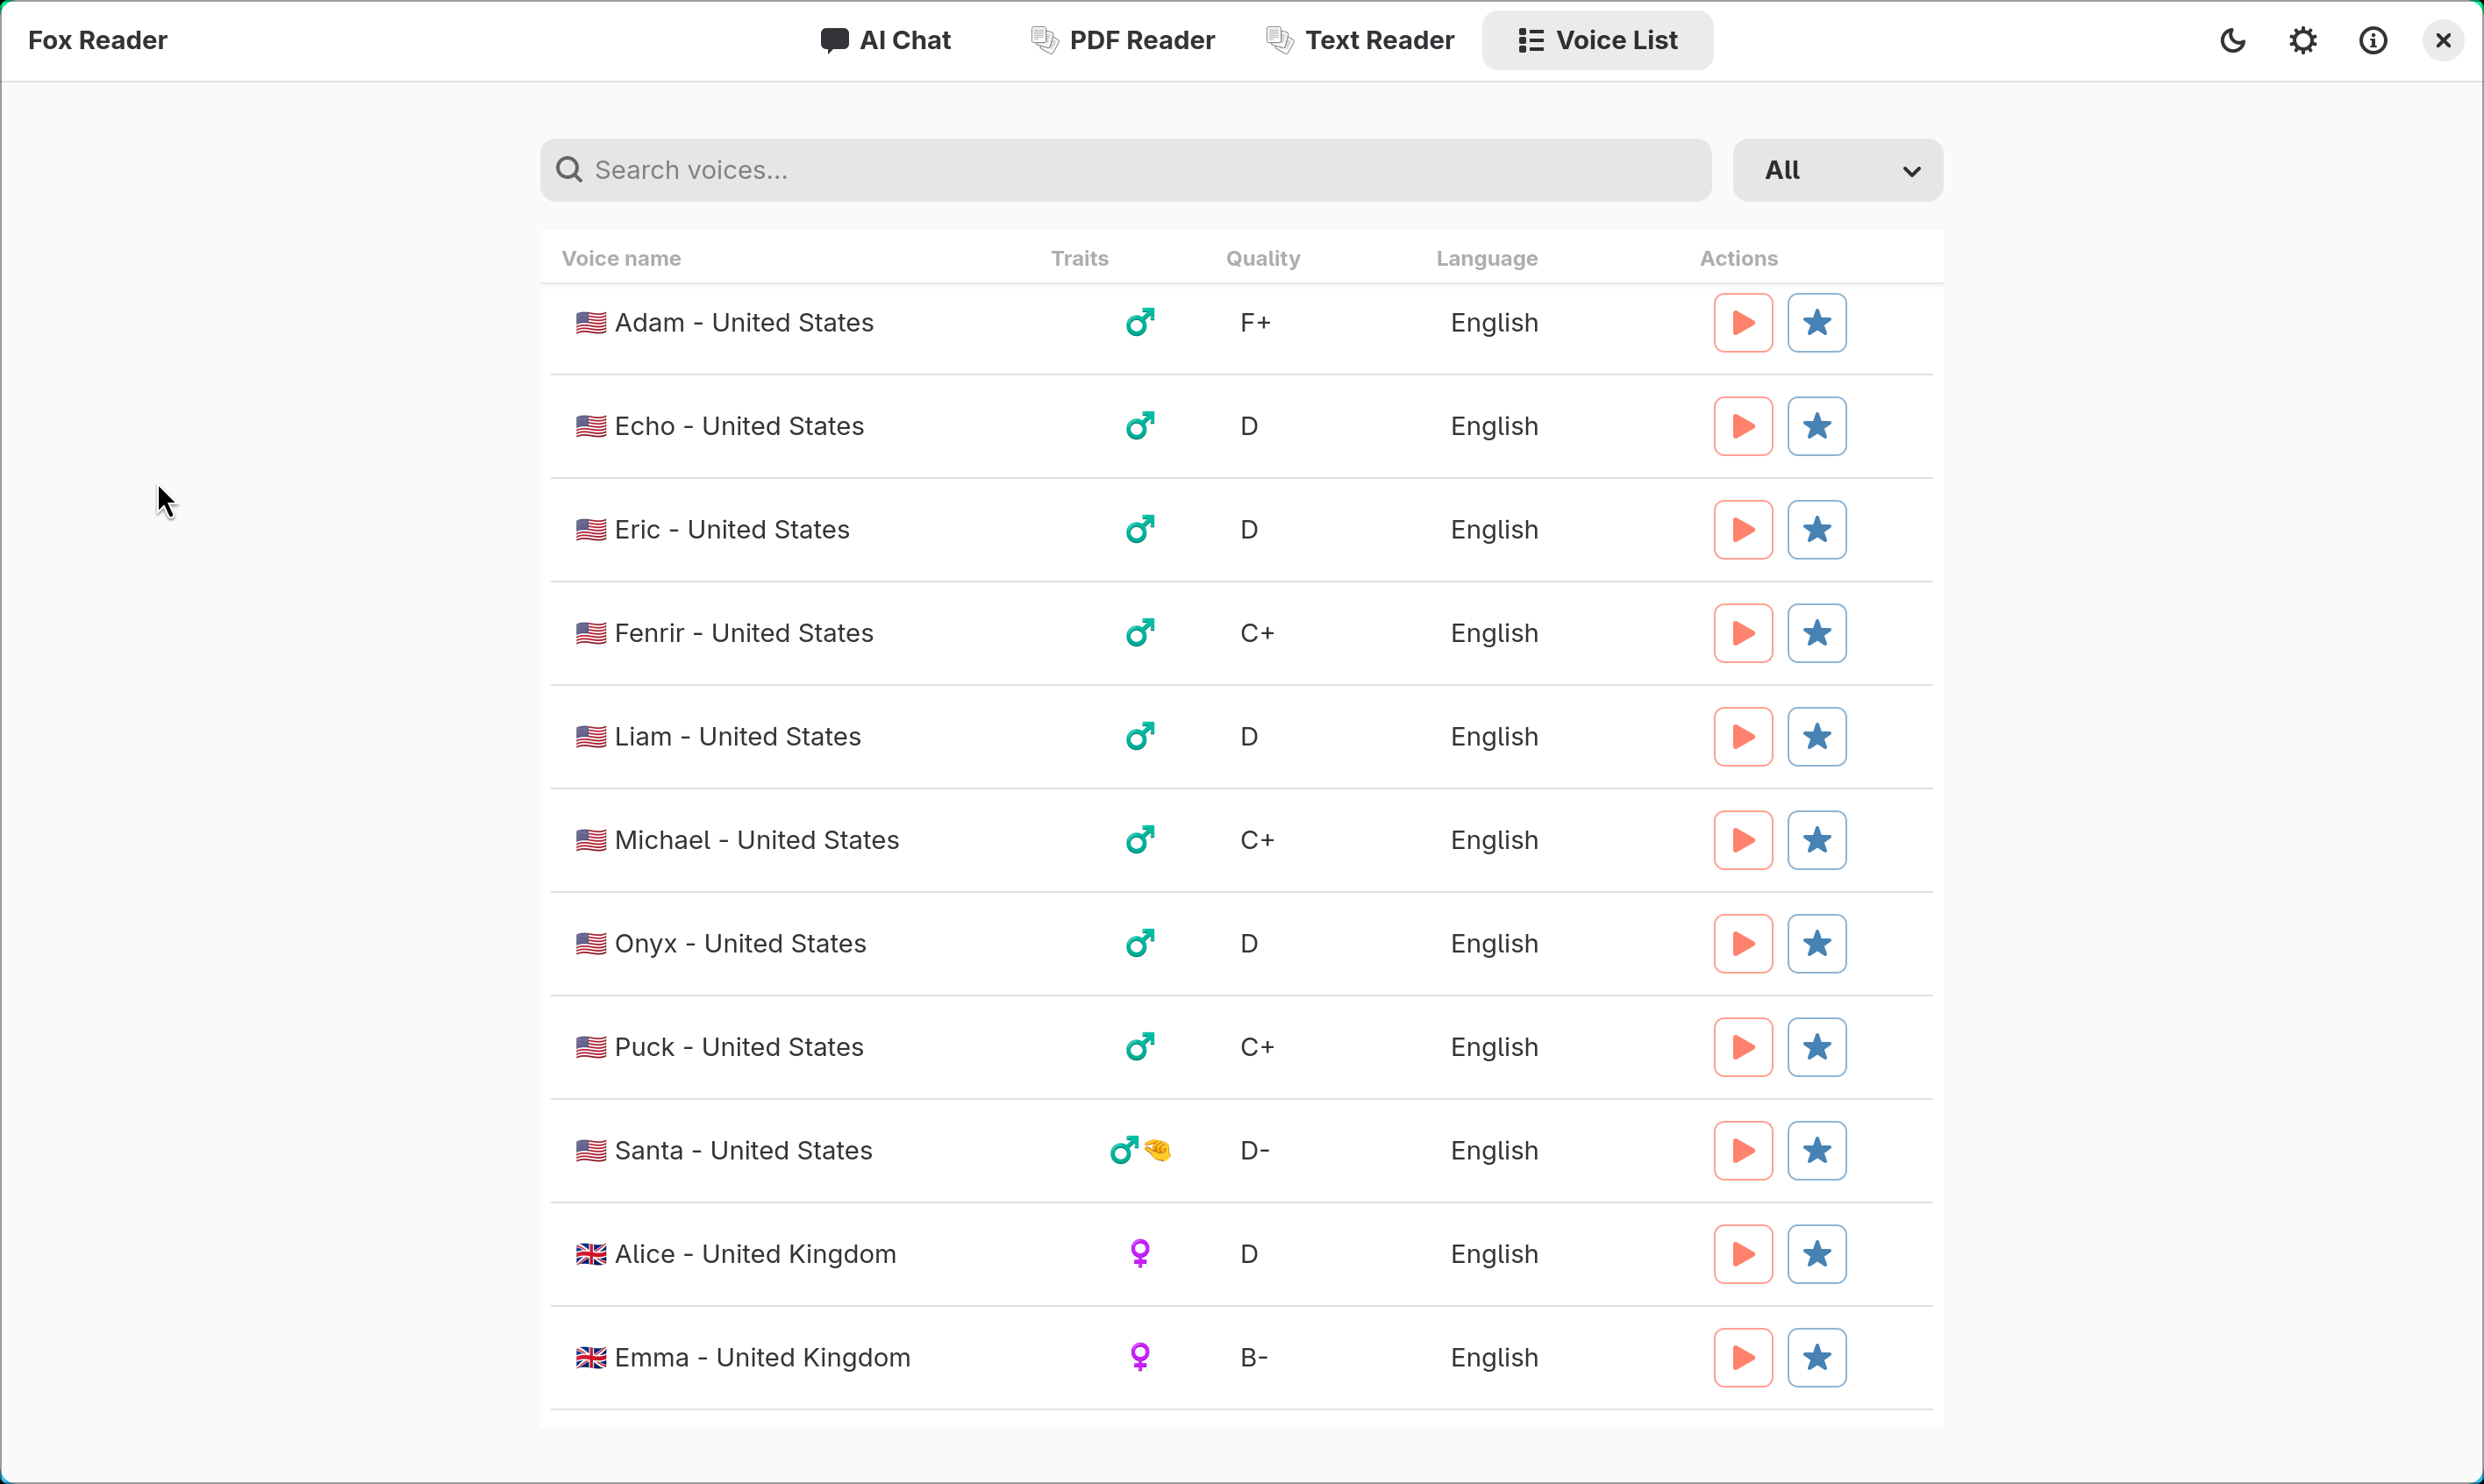 Fox Reader AI Chat PDF Reader Text Reader Voice List
Search voices... All
Voice name Traits Quality Language Actions
Adam - United States F+ English
Echo - United States D English
Eric - United States D English
Fenrir - United States C+ English
Liam - United States D English
Michael - United States C+ English
Onyx - United States D English
Puck - United States C+ English
Santa - United States D- English
Alice - United Kingdom D English
Emma - United Kingdom B- English